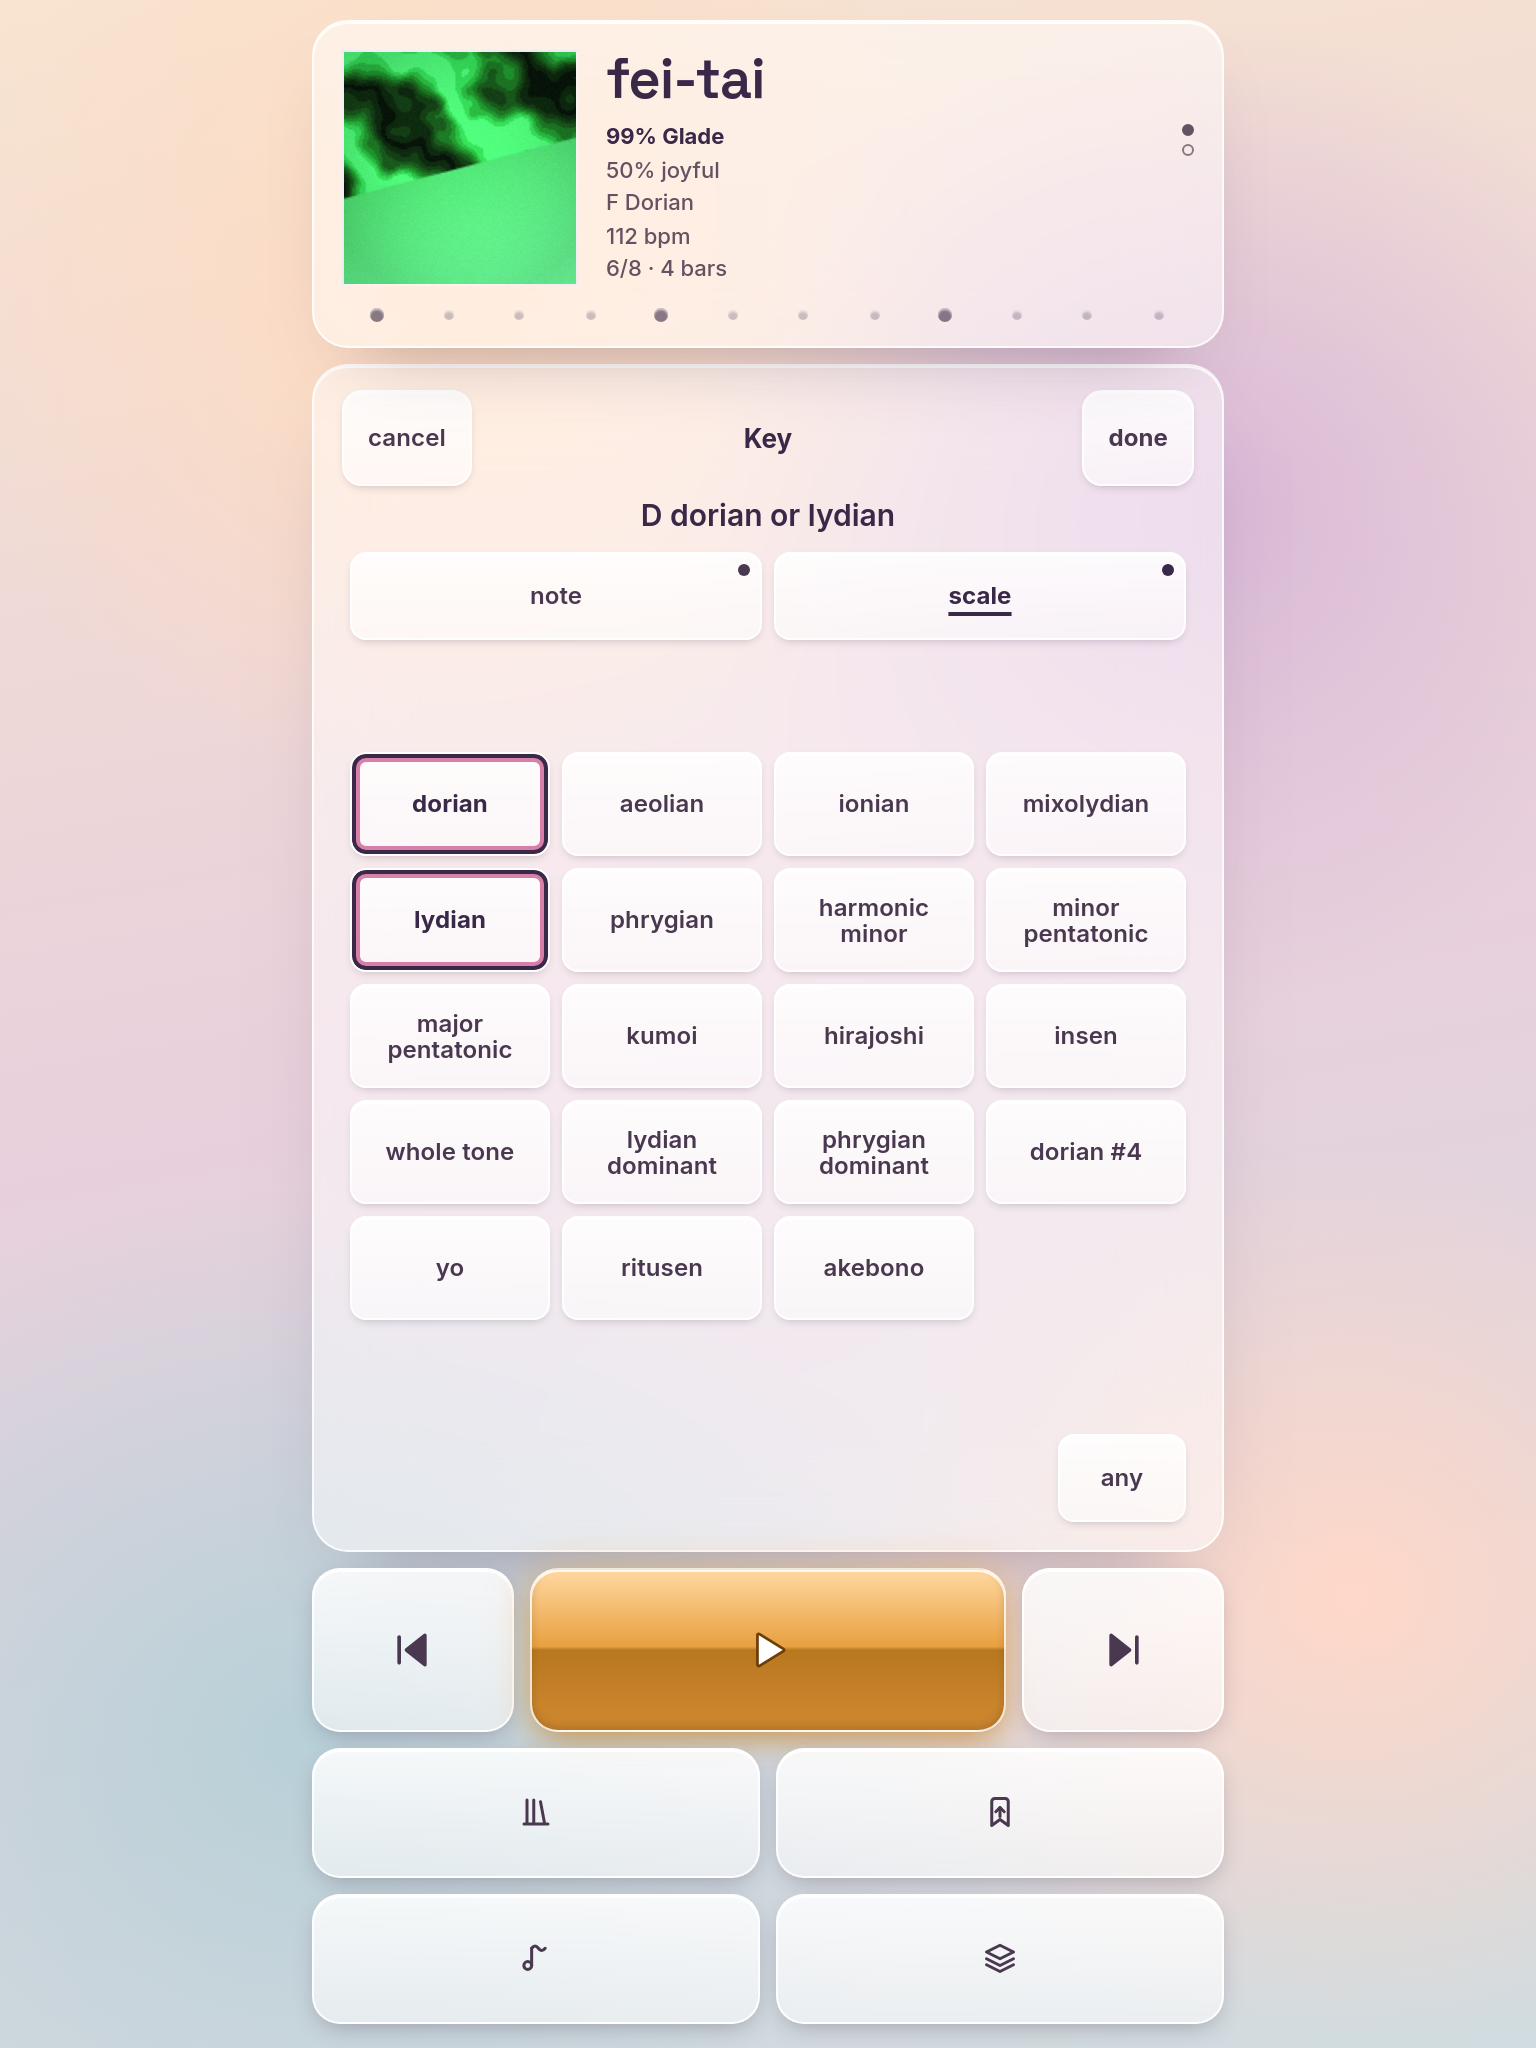 fei-tai
99% Glade
50% joyful
F Dorian
112 bpm
6/8 · 4 bars
cancel
Key
done
D dorian or lydian
note
scale
dorian
aeolian
ionian
mixolydian
lydian
phrygian
harmonic
minor
minor
pentatonic
major
pentatonic
kumoi
hirajoshi
insen
whole tone
lydian
dominant
phrygian
dominant
dorian #4
yo
ritusen
akebono
any